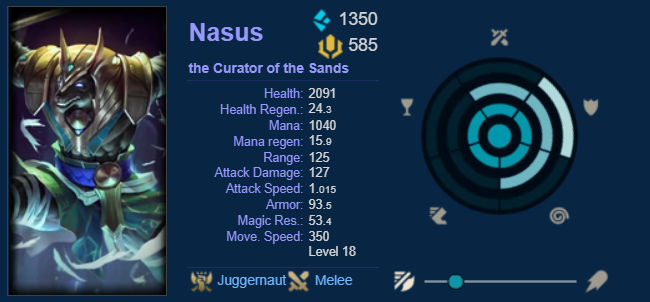 Nasus
1350
585
the Curator of the Sands
Health: 2091
Health Regen.: 24.3
Mana: 1040
Mana regen: 15.9
Range: 125
Attack Damage: 127
Attack Speed: 1.015
Armor: 93.5
Magic Res.: 53.4
Move. Speed: 350
Level 18
Juggernaut Melee